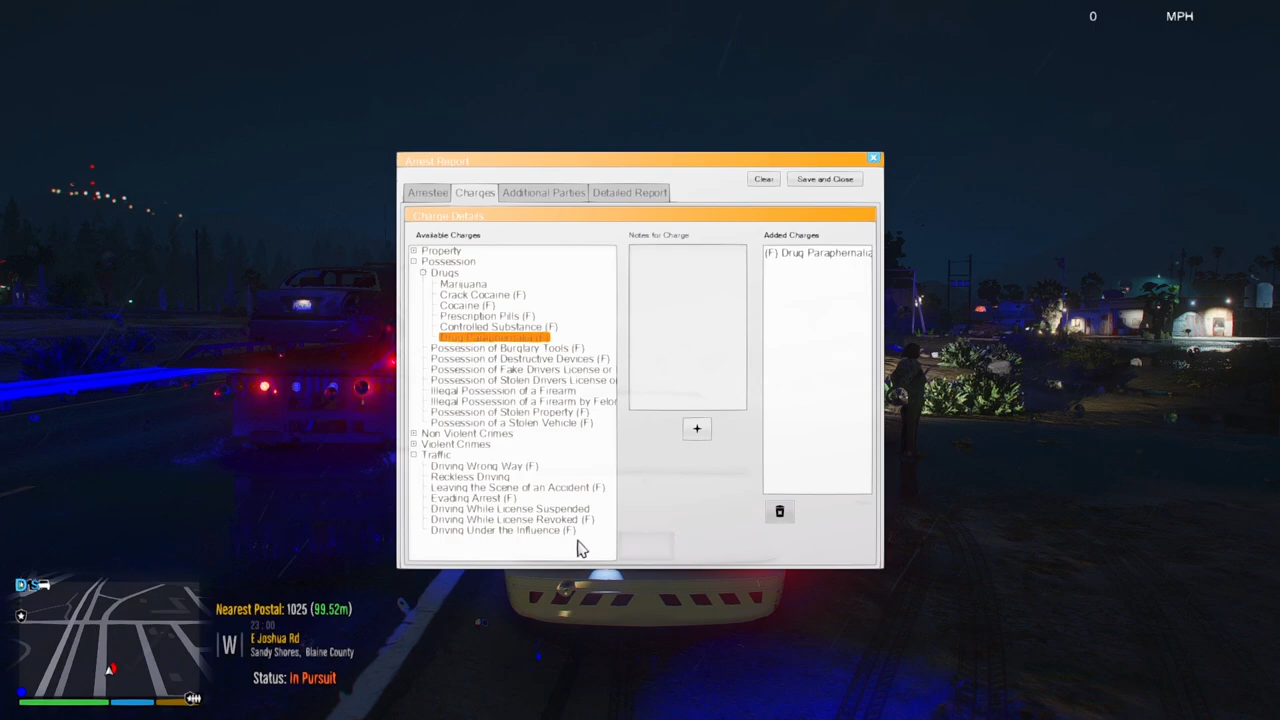 0 MPH
Arrest Report
Clear
Save and Close
Arrestee
Charges
Additional Parties
Detailed Report
Charge Details
Available Charges
Notes for Charge
Added Charges
Property
Possession
Drugs
Marijuana
Crack Cocaine (F)
Cocaine (F)
Prescription Pills (F)
Controlled Substance (F)
Possession of Burglary Tools (F)
Possession of Destructive Devices (F)
Possession of Fake Drivers License or
Possession of Stolen Drivers License or
Illegal Possession of a Firearm
Illegal Possession of a Firearm by Felon
Possession of Stolen Property (F)
Possession of a Stolen Vehicle (F)
Non Violent Crimes
Violent Crimes
Traffic
Driving Wrong Way (F)
Reckless Driving
Leaving the Scene of an Accident (F)
Evading Arrest (F)
Driving While License Suspended
Driving While License Revoked (F)
Driving Under the Influence (F)
(F) Drug Paraphernalia
+
Nearest Postal: 1025 (99.52m)
23 : 00
W
E Joshua Rd
Sandy Shores, Blaine County
Status: In Pursuit